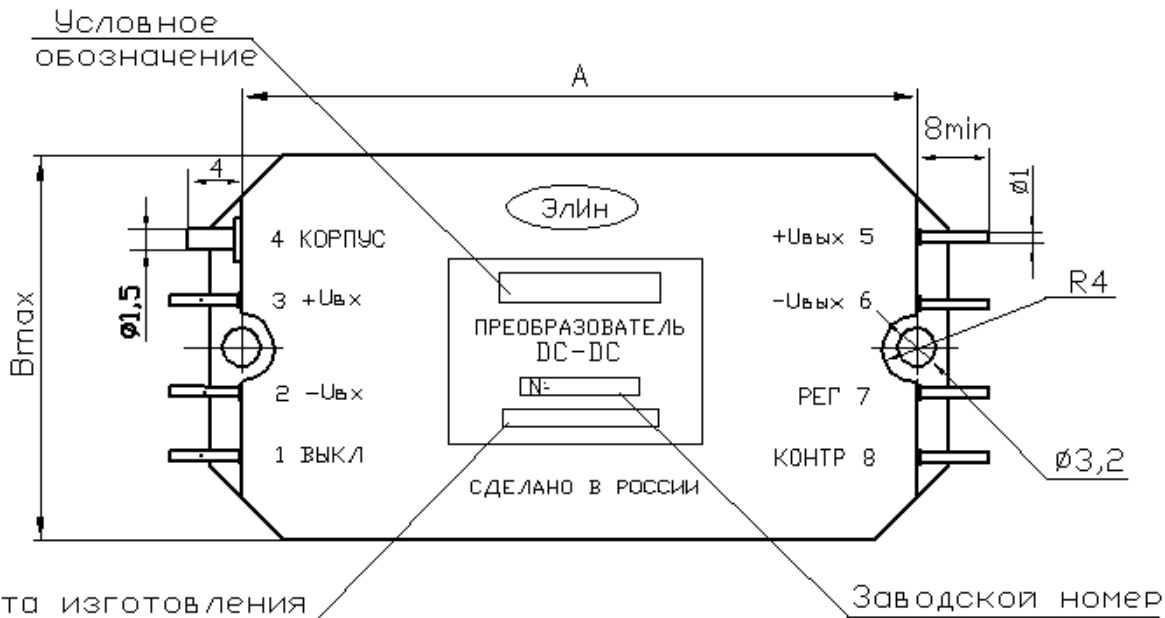 Условное
обозначение
A
8min
4
ø1
ЭлИн
4 КОРПУС
+Uвых 5
R4
ø1,5
3 +Uвх
-Uвых 6
Bmax
ПРЕОБРАЗОВАТЕЛЬ
DC-DC
N=
2 -Uвх
РЕГ 7
1 ВЫКЛ
КОНТР 8
ø3,2
СДЕЛАНО В РОССИИ
та изготовления
Заводской номер